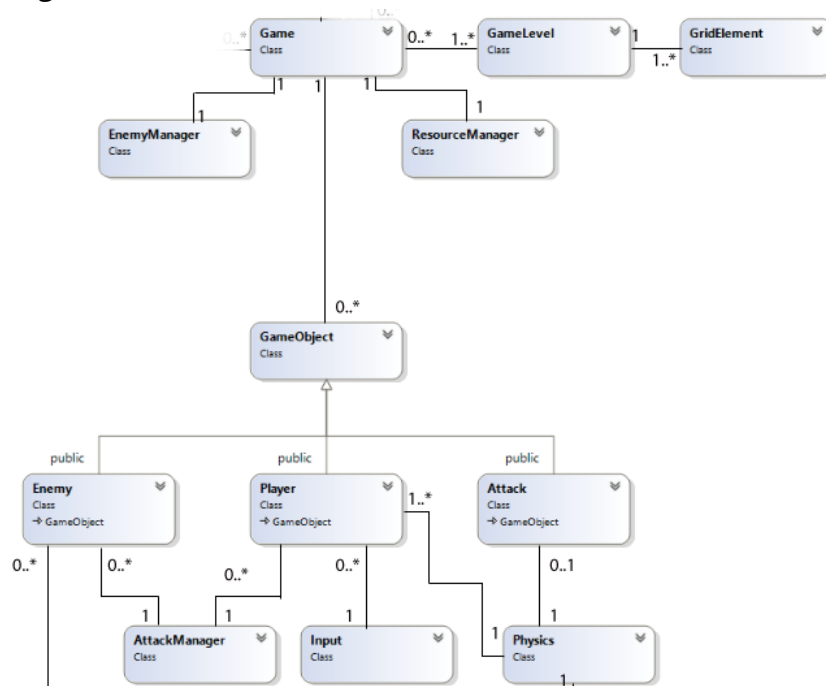 0..*
Game
Class
0..*
1..*
GameLevel
Class
1
1..*
GridElement
Class
1
1
1
1
EnemyManager
Class
1
ResourceManager
Class
0..*
GameObject
Class
public
public
public
Enemy
Class
GameObject
Player
Class
GameObject
1..*
Attack
Class
GameObject
0..*
0..*
0..*
0..*
0..1
1
1
1
1
1
AttackManager
Class
Input
Class
Physics
Class
1